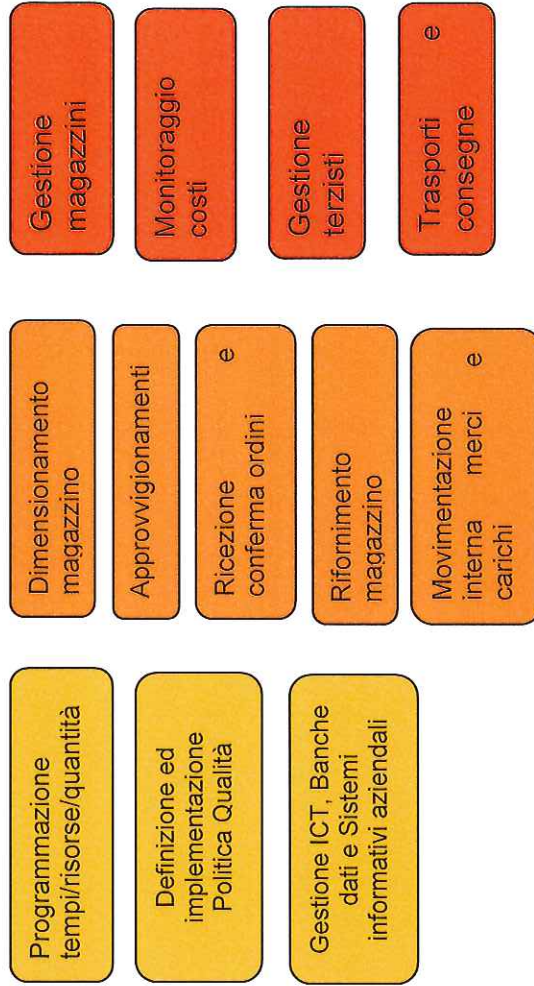 Programmazione
tempi/risorse/quantità
Definizione ed
implementazione
Politica Qualità
Gestione ICT, Banche
dati e Sistemi
informativi aziendali
Dimensionamento
magazzino
Approvvigionamenti
Ricezione e
conferma ordini
Rifornimento
magazzino
Movimentazione
interna merci e
carichi
Gestione
magazzini
Monitoraggio
costi
Gestione
terzisti
Trasporti e
consegne